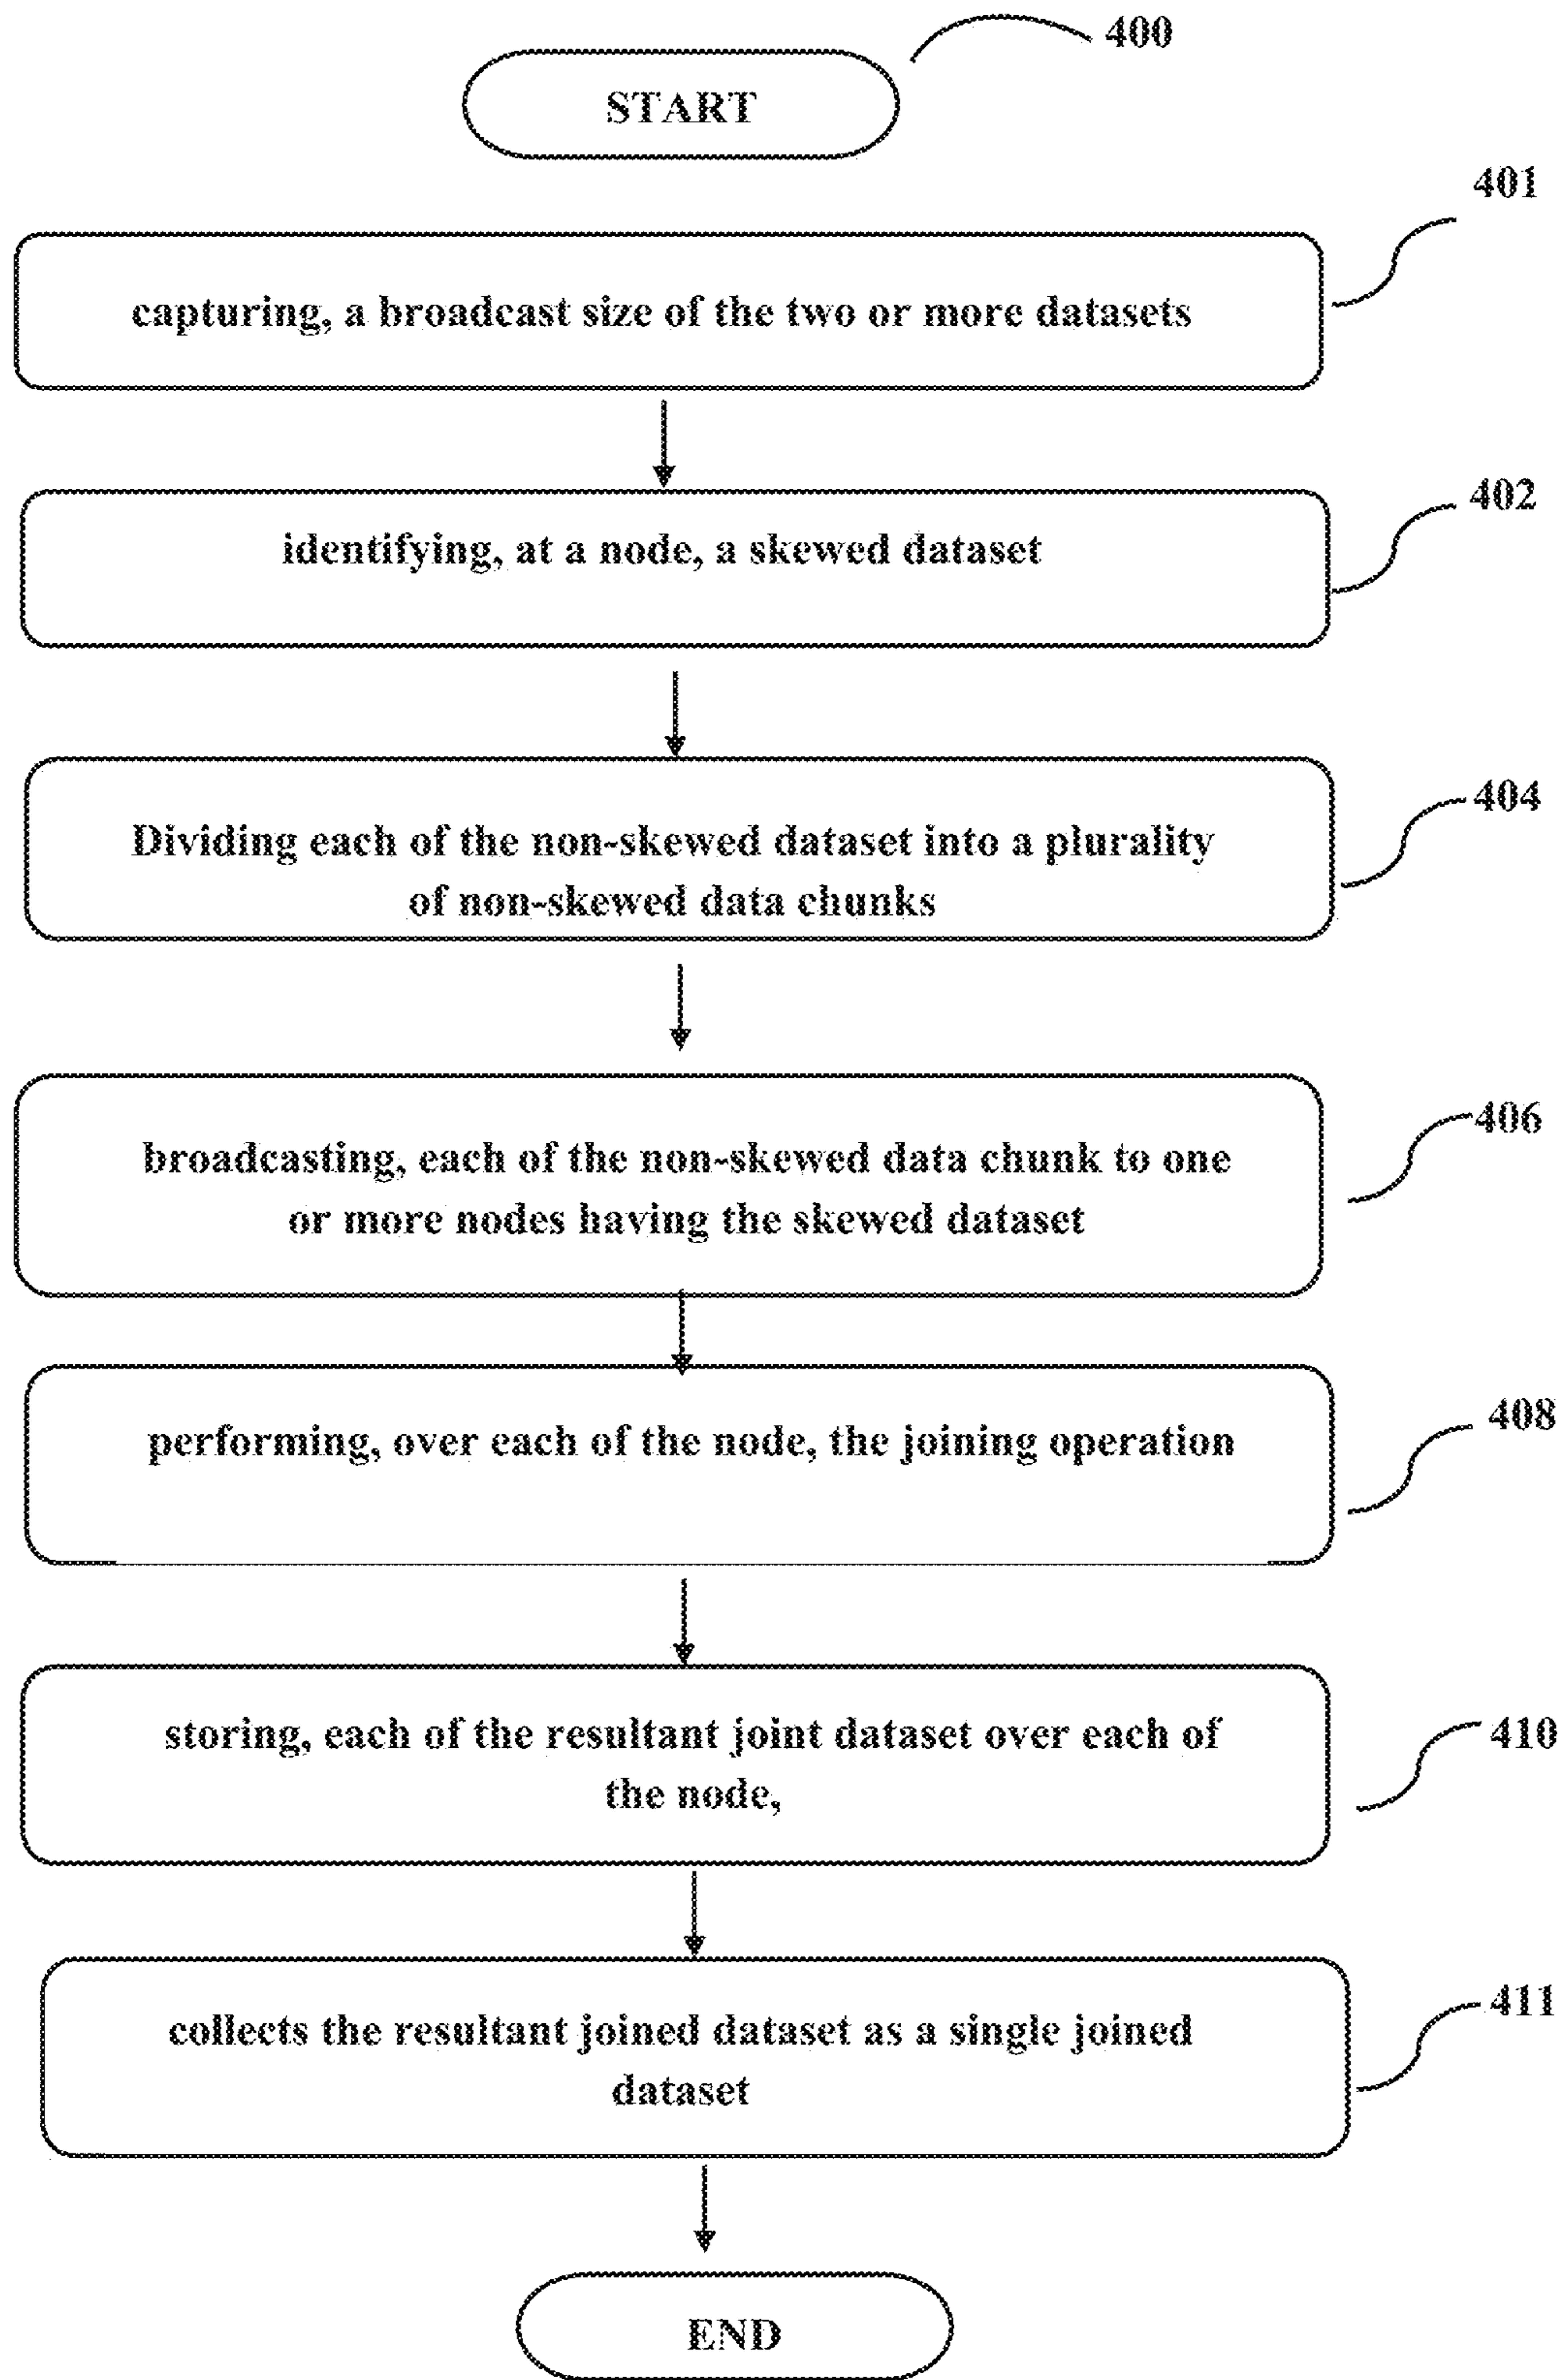 400
START
401
capturing, a broadcast size of the two or more datasets
402
identifying, at a node, a skewed dataset
404
Dividing each of the non-skewed dataset into a plurality
of non-skewed data chunks
406
broadcasting, each of the non-skewed data chunk to one
or more nodes having the skewed dataset
408
performing, over each of the node, the joining operation
410
storing, each of the resultant joint dataset over each of
the node,
411
collects the resultant joined dataset as a single joined
dataset
END